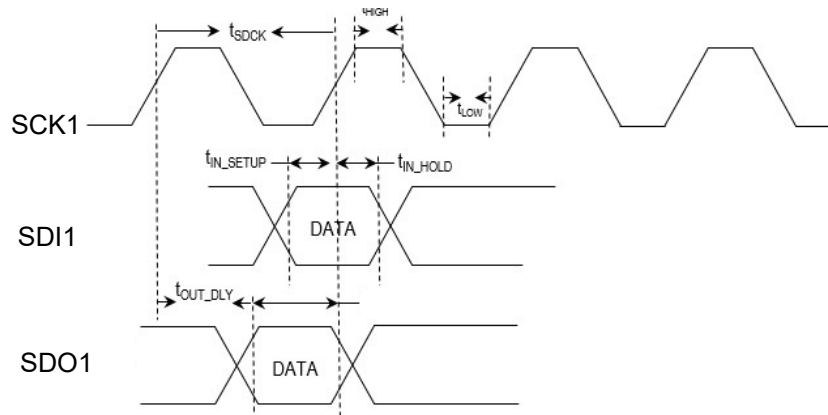 tHIGH
tSDCK
tLOW
SCK1
tIN_SETUP
tIN_HOLD
SDI1
DATA
tOUT_DLY
SDO1
DATA